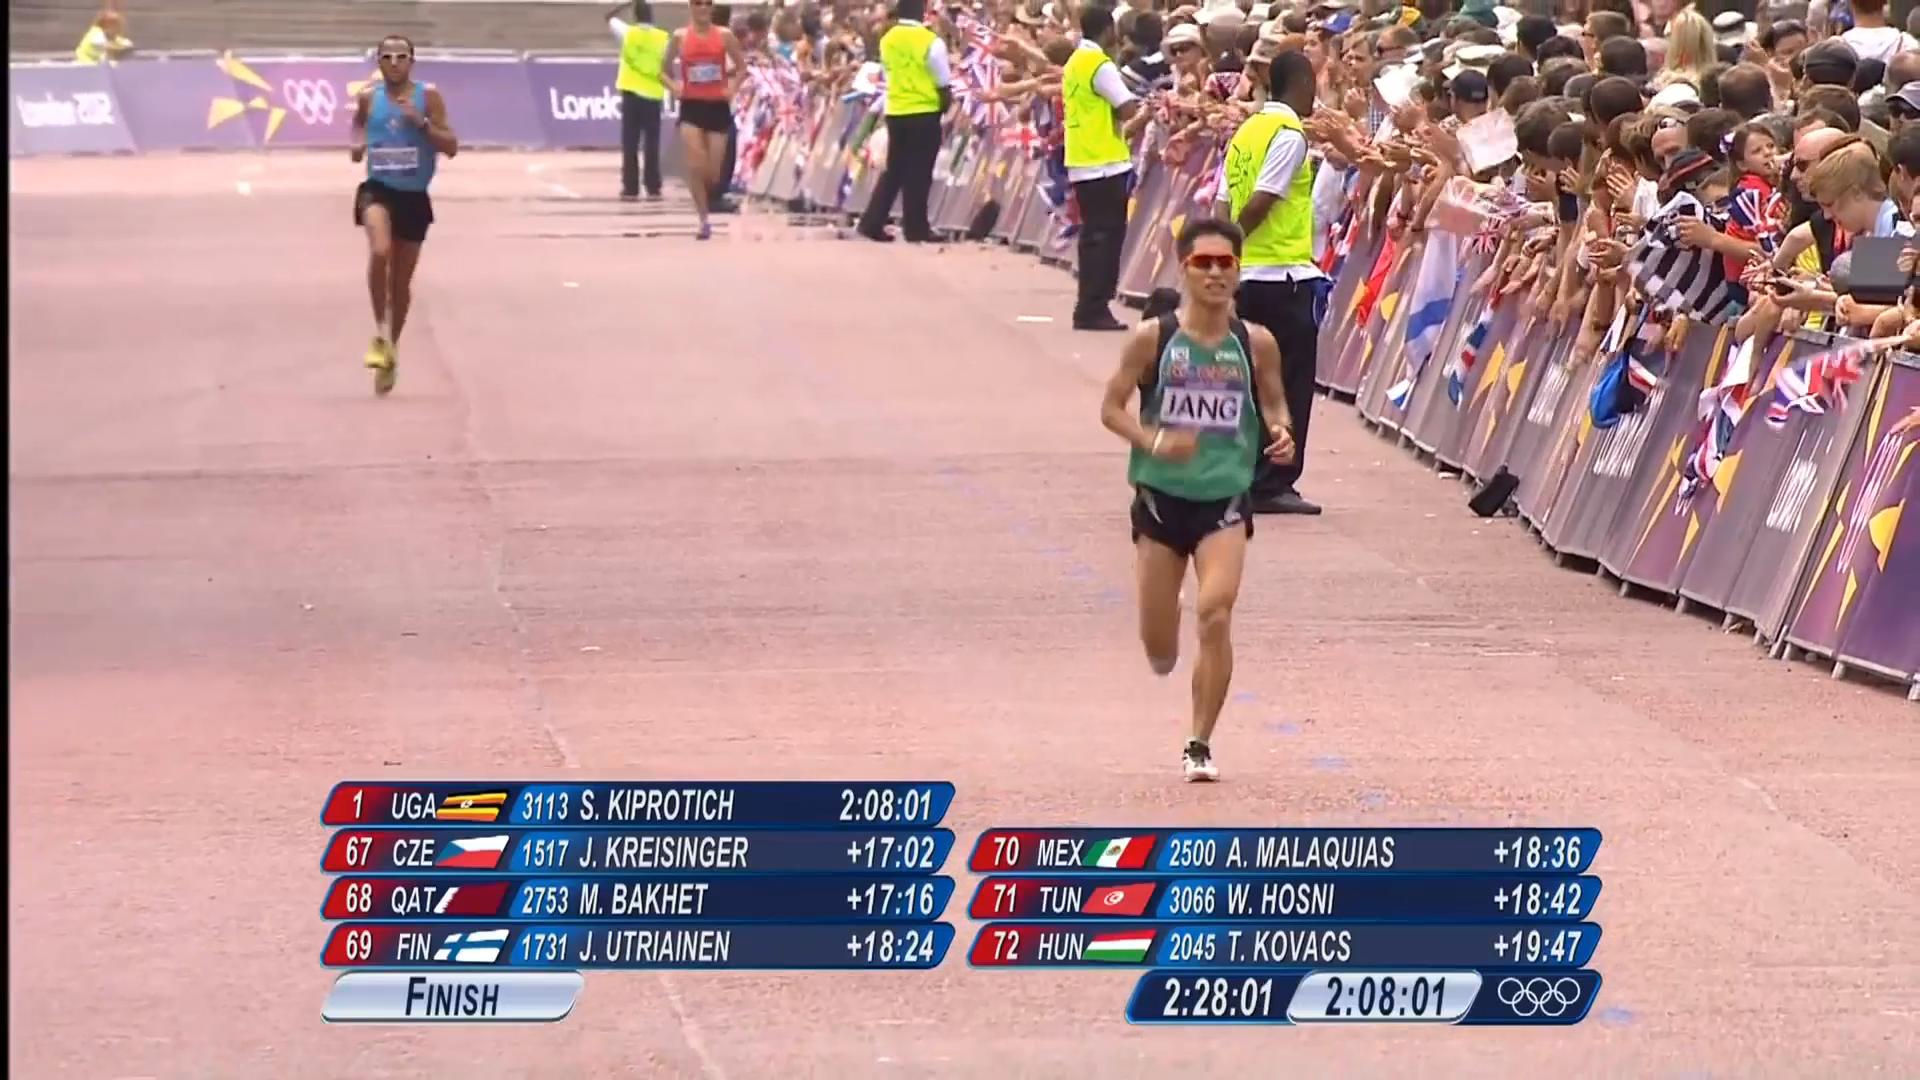 London 2012
London
JANG
1 UGA 3113 S. KIPROTICH 2:08:01
67 CZE 1517 J. KREISINGER +17:02
68 QAT 2753 M. BAKHET +17:16
69 FIN 1731 J. UTRIAINEN +18:24
70 MEX 2500 A. MALAQUIAS +18:36
71 TUN 3066 W. HOSNI +18:42
72 HUN 2045 T. KOVACS +19:47
FINISH
2:28:01 2:08:01